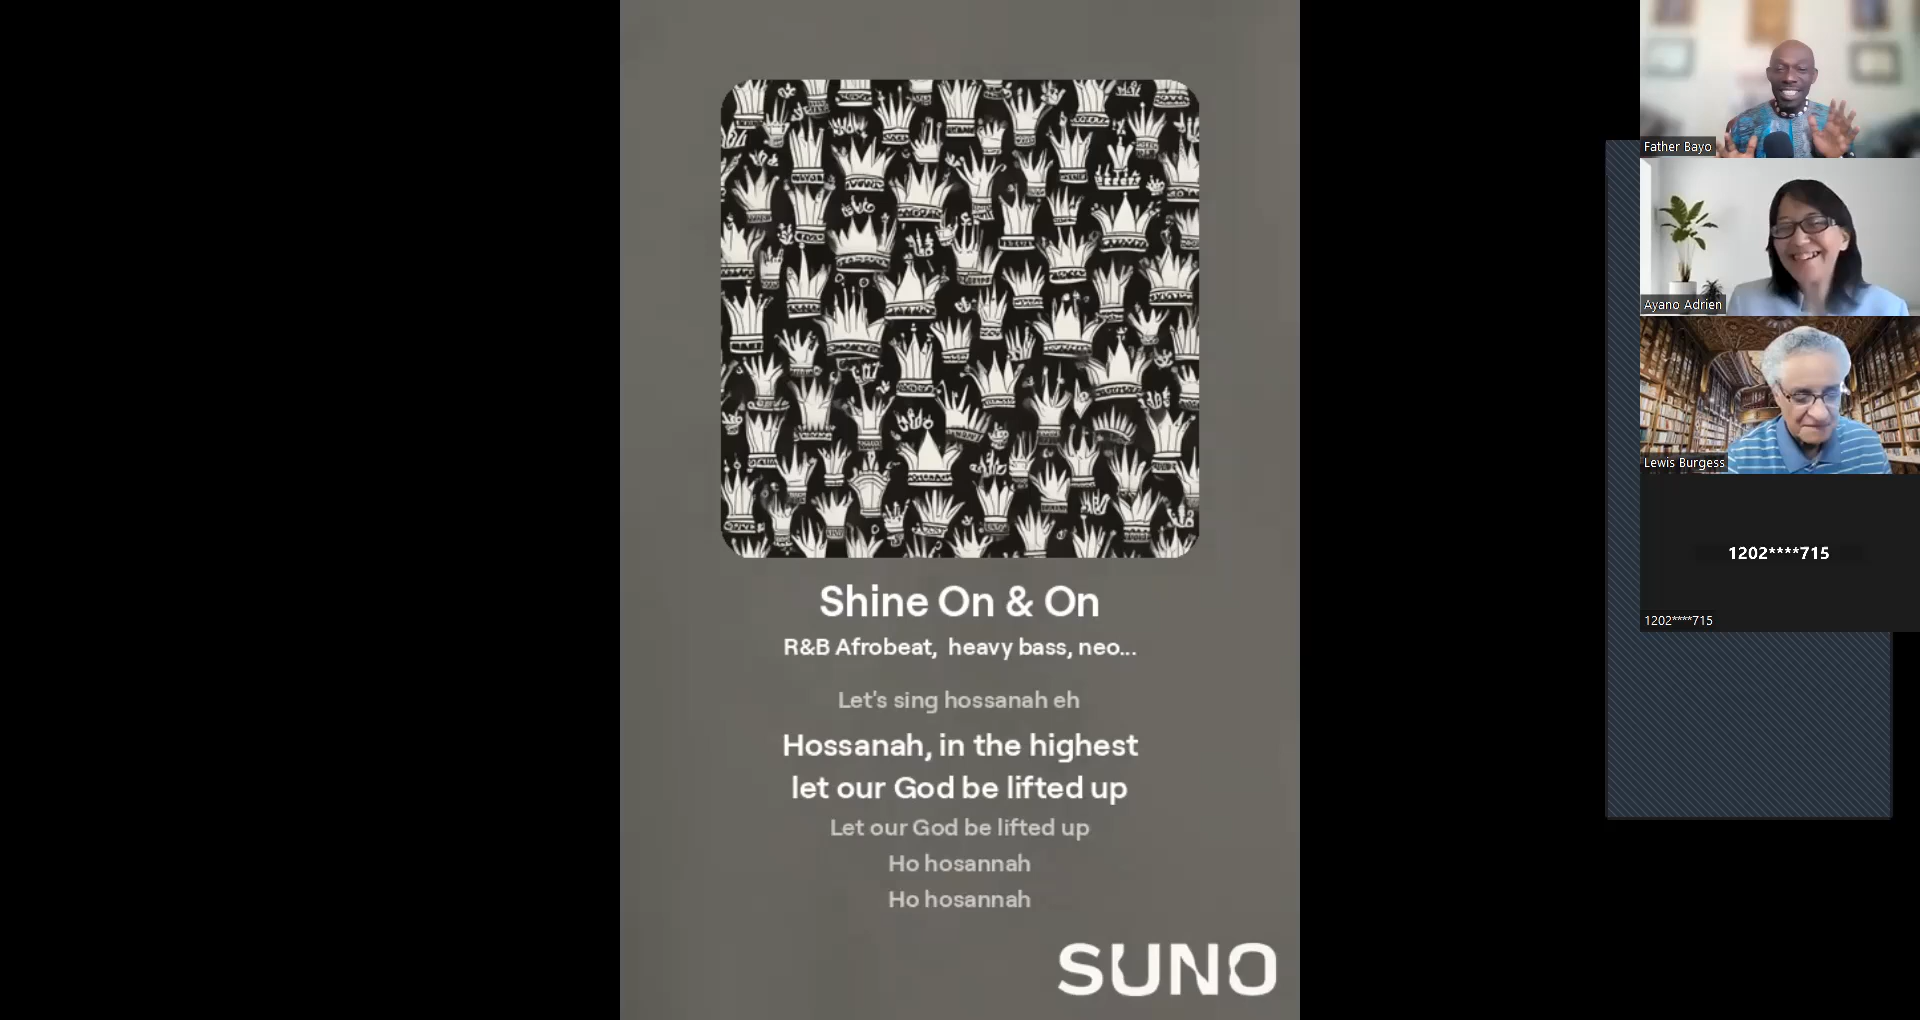 Shine On & On
R&B Afrobeat,  heavy bass, neo...
Let's sing hossanah eh
Hossanah, in the highest
let our God be lifted up
Let our God be lifted up
Ho hosannah
Ho hosannah
SUNO
Father Bayo
Ayano Adrien
Lewis Burgess
1202****715
1202****715